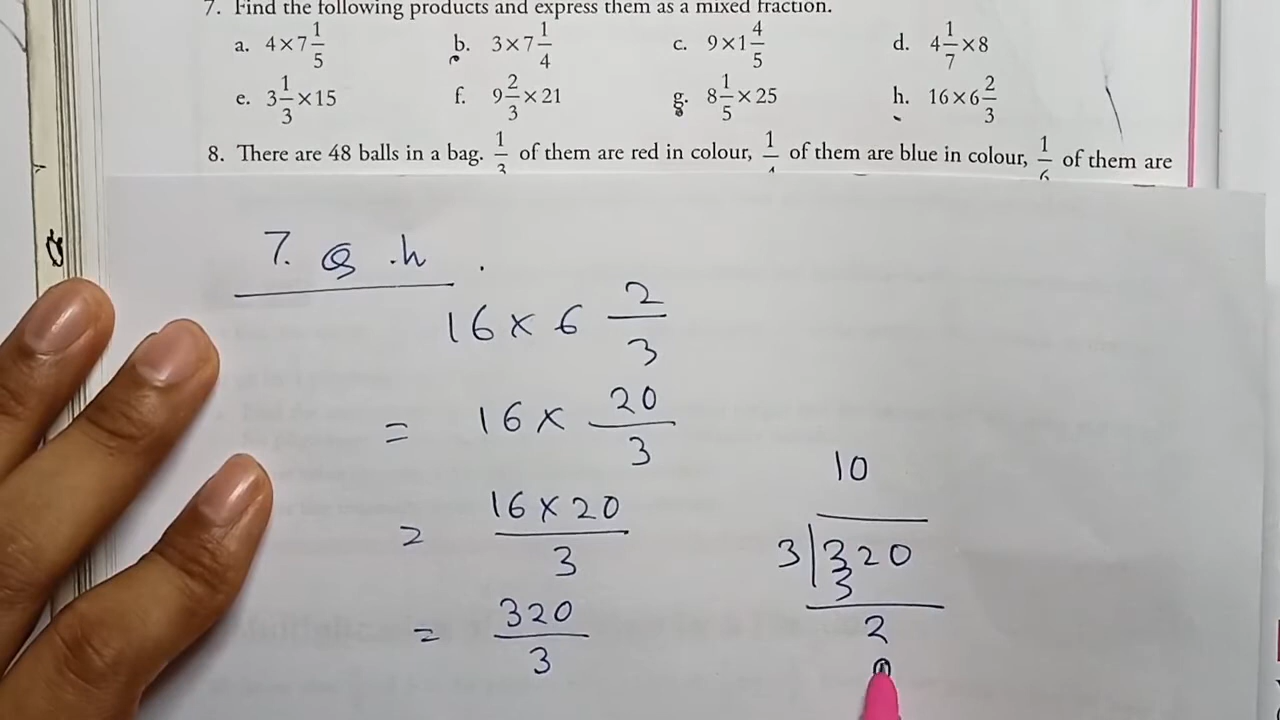 7. Find the following products and express them as a mixed fraction.
a. 4×7 1/5 b. 3×7 1/4 c. 9×1 4/5 d. 4 1/7 ×8
e. 3 1/3 ×15 f. 9 2/3 ×21 g. 8 1/5 ×25 h. 16×6 2/3
8. There are 48 balls in a bag. 1/3 of them are red in colour, 1/4 of them are blue in colour, 1/6 of them are
7. Q .h
16 × 6 2/3
= 16 × 20/3
= 16 × 20/3
= 320/3
10
3 | 320
3
2
0